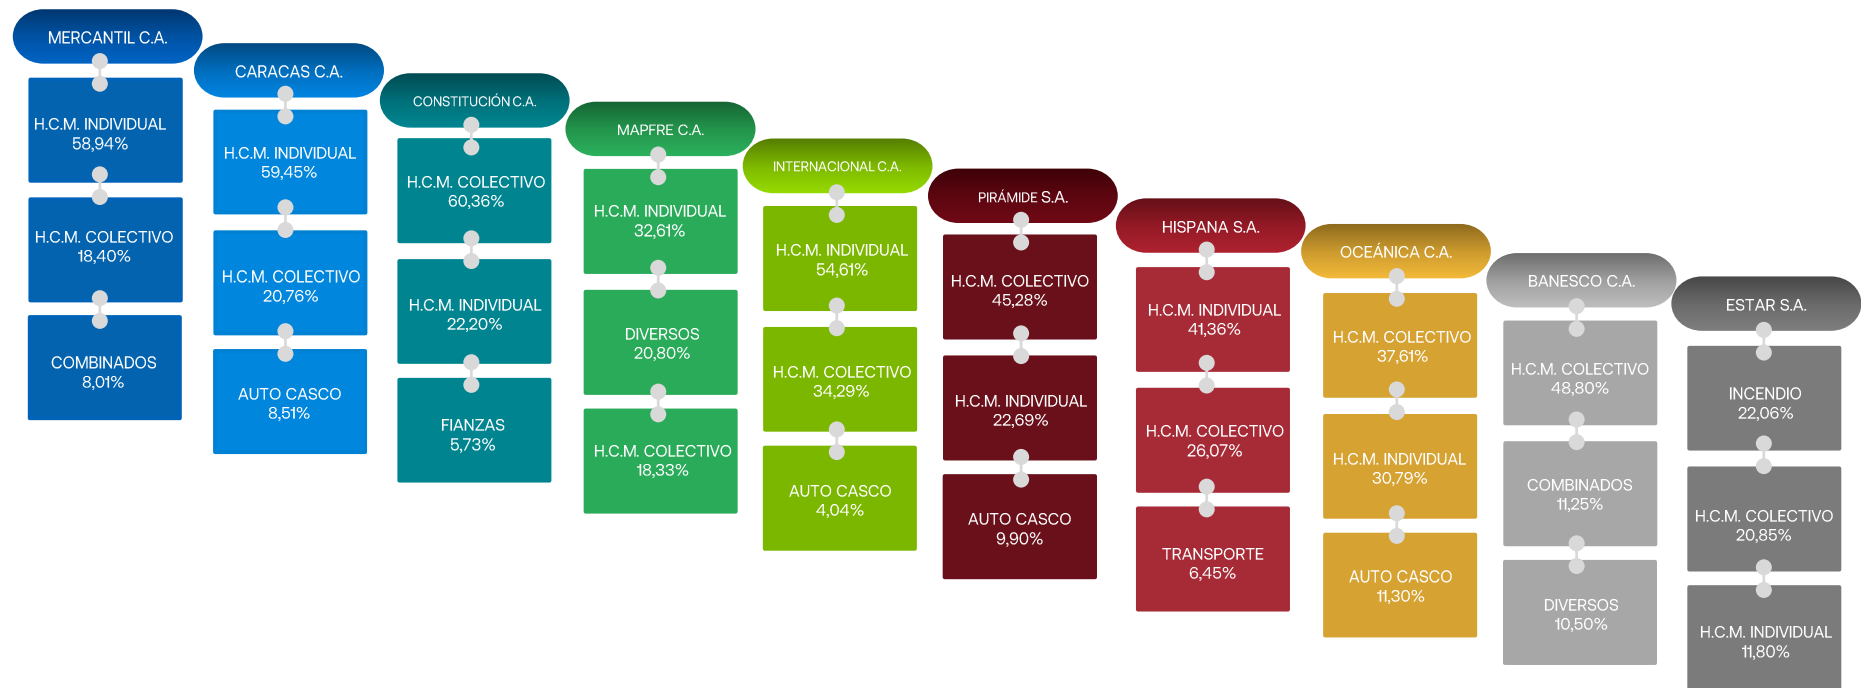 MERCANTIL C.A.
H.C.M. INDIVIDUAL
58,94%
H.C.M. COLECTIVO
18,40%
COMBINADOS
8,01%
CARACAS C.A.
H.C.M. INDIVIDUAL
59,45%
H.C.M. COLECTIVO
20,76%
AUTO CASCO
8,51%
CONSTITUCIÓN C.A.
H.C.M. COLECTIVO
60,36%
H.C.M. INDIVIDUAL
22,20%
FIANZAS
5,73%
MAPFRE C.A.
H.C.M. INDIVIDUAL
32,61%
DIVERSOS
20,80%
H.C.M. COLECTIVO
18,33%
INTERNACIONAL C.A.
H.C.M. INDIVIDUAL
54,61%
H.C.M. COLECTIVO
34,29%
AUTO CASCO
4,04%
PIRÁMIDE S.A.
H.C.M. COLECTIVO
45,28%
H.C.M. INDIVIDUAL
22,69%
AUTO CASCO
9,90%
HISPANA S.A.
H.C.M. INDIVIDUAL
41,36%
H.C.M. COLECTIVO
26,07%
TRANSPORTE
6,45%
OCEÁNICA C.A.
H.C.M. COLECTIVO
37,61%
H.C.M. INDIVIDUAL
30,79%
AUTO CASCO
11,30%
BANESCO C.A.
H.C.M. COLECTIVO
48,80%
COMBINADOS
11,25%
DIVERSOS
10,50%
ESTAR S.A.
INCENDIO
22,06%
H.C.M. COLECTIVO
20,85%
H.C.M. INDIVIDUAL
11,80%